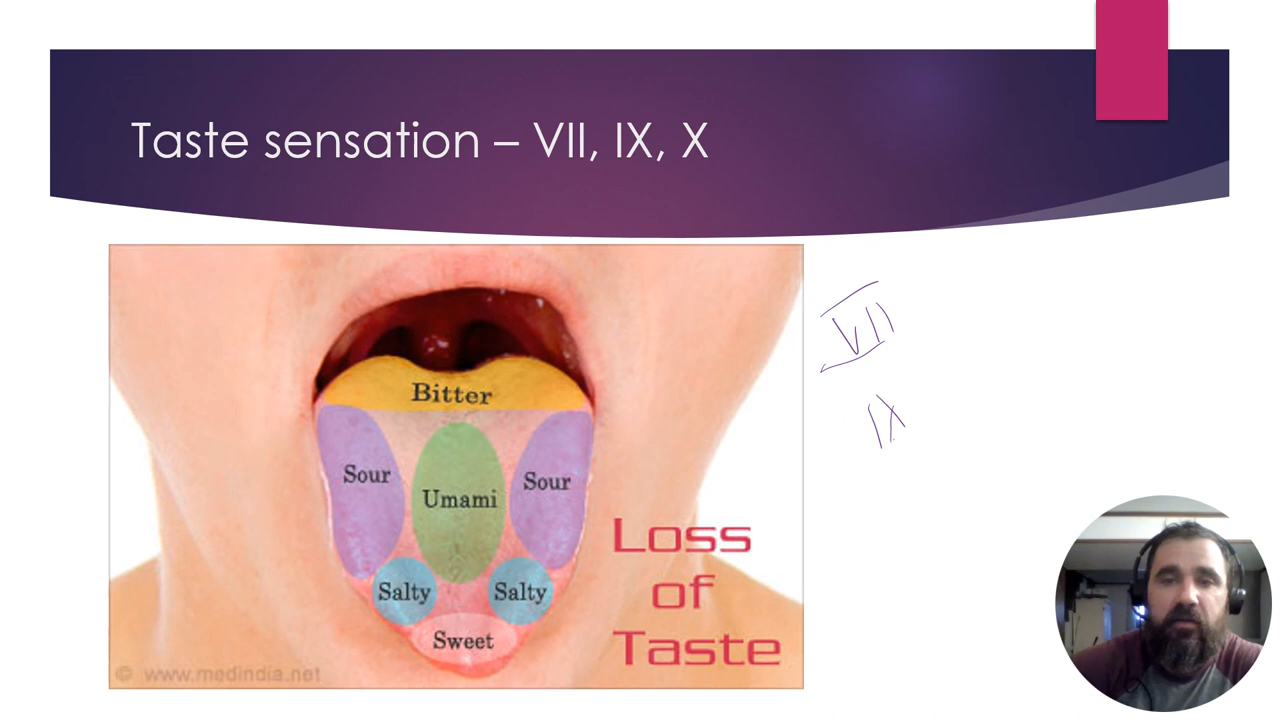 Taste sensation – VII, IX, X
Bitter
Sour
Umami
Sour
Salty
Salty
Sweet
Loss
of
Taste
© www.medindia.net
VII
IX